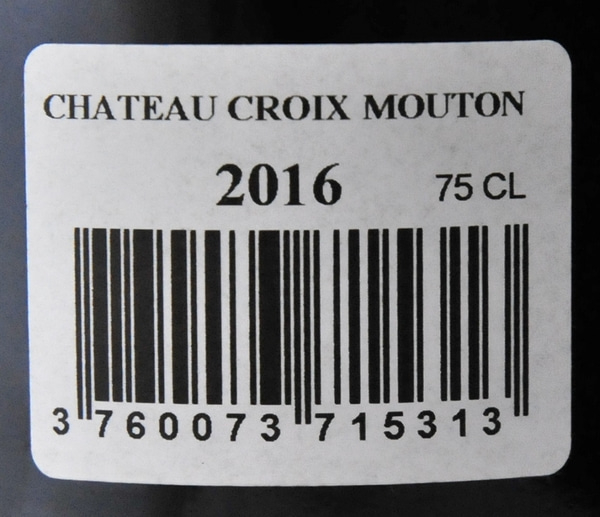 CHATEAU CROIX MOUTON
2016 75 CL
3 760073 715313